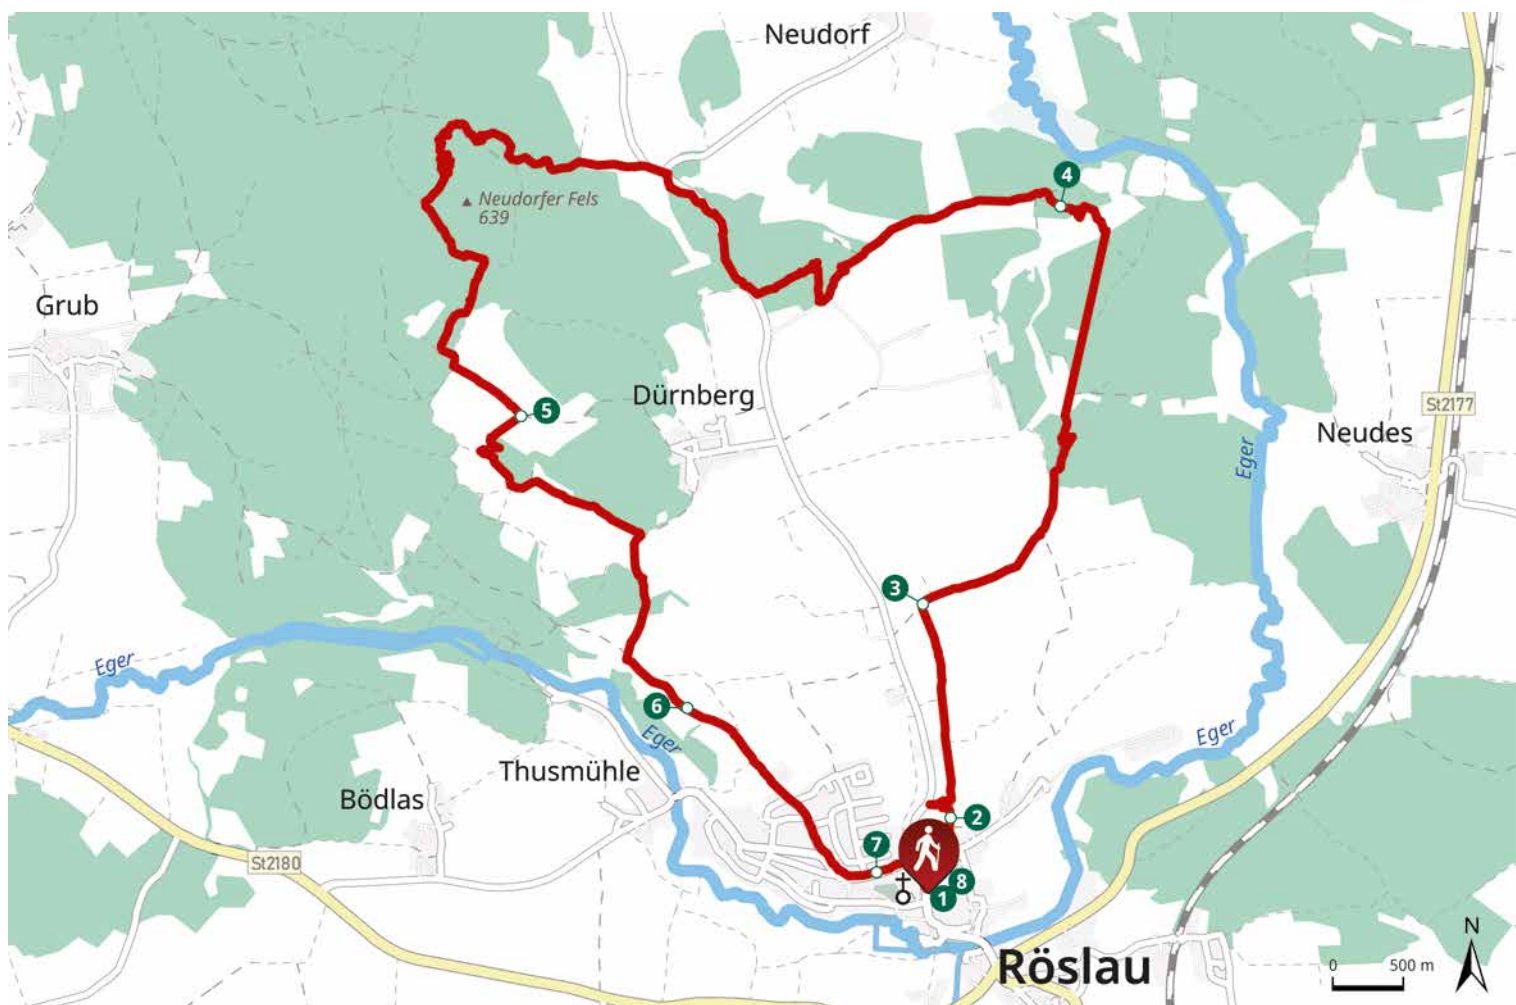 Neudorf
4
Neudorfer Fels
639
Grub
Dürnberg
5
St2177
Neudes
Eger
3
Eger
6
Eger
Eger
Thusmühle
Bödlas
2
7
St2180
8
1
Röslau
N
0 500 m